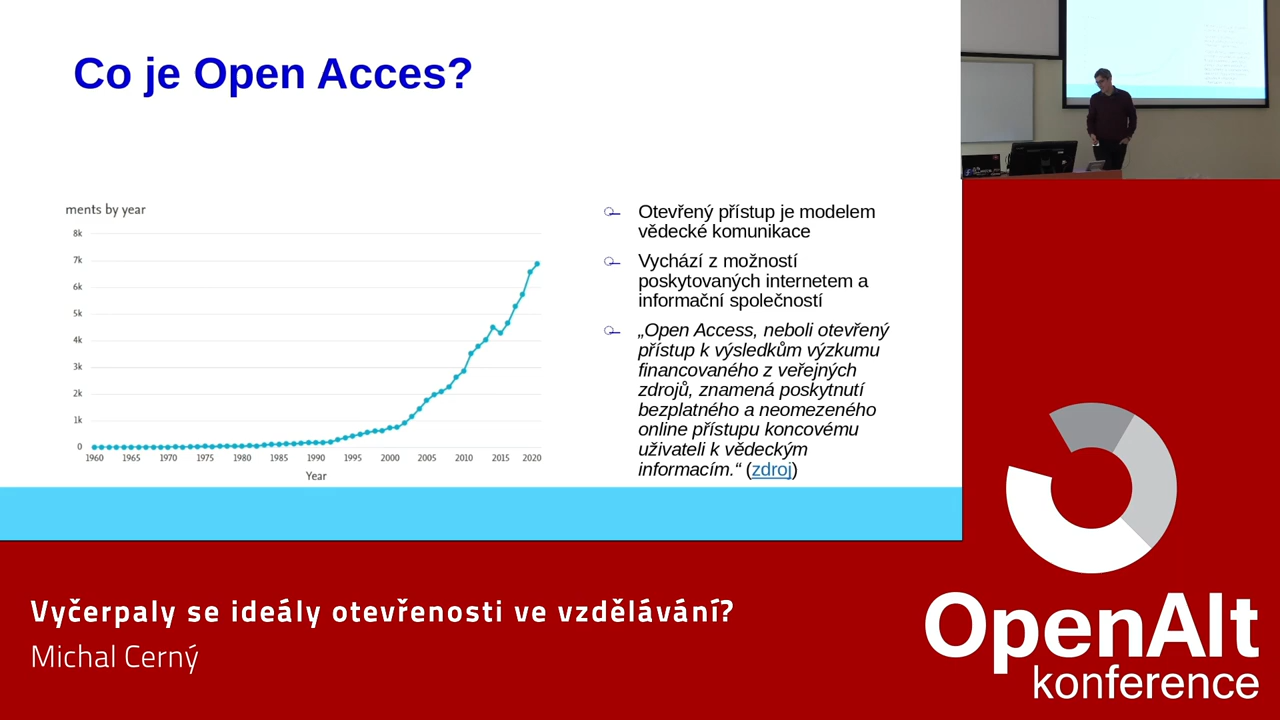 Co je Open Acces?
ments by year
8k
7k
6k
5k
4k
3k
2k
1k
0
1960 1965 1970 1975 1980 1985 1990 1995 2000 2005 2010 2015 2020
Year
Otevřený přístup je modelem
vědecké komunikace
Vychází z možností
poskytovaných internetem a
informační společností
„Open Access, neboli otevřený
přístup k výsledkům výzkumu
financovaného z veřejných
zdrojů, znamená poskytnutí
bezplatného a neomezeného
online přístupu koncovému
uživateli k vědeckým
informacím.“ (zdroj)
Vyčerpaly se ideály otevřenosti ve vzdělávání?
Michal Cerný
OpenAlt
konference